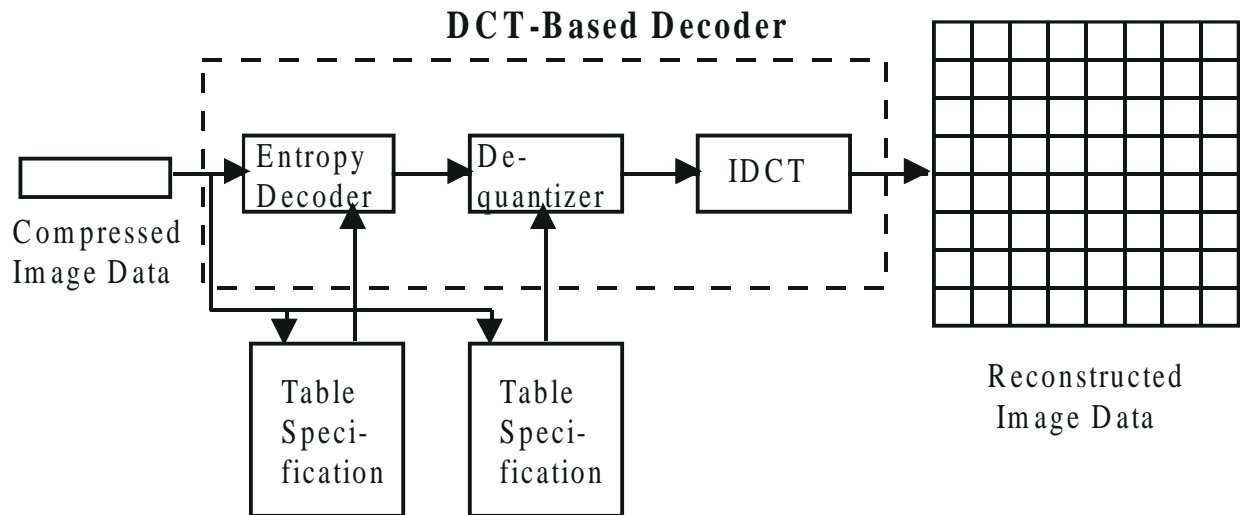 DCT-Based Decoder
Entropy
Decoder
De-
quantizer
IDCT
Compressed
Image Data
Table
Speci-
fication
Table
Speci-
fication
Reconstructed
Image Data